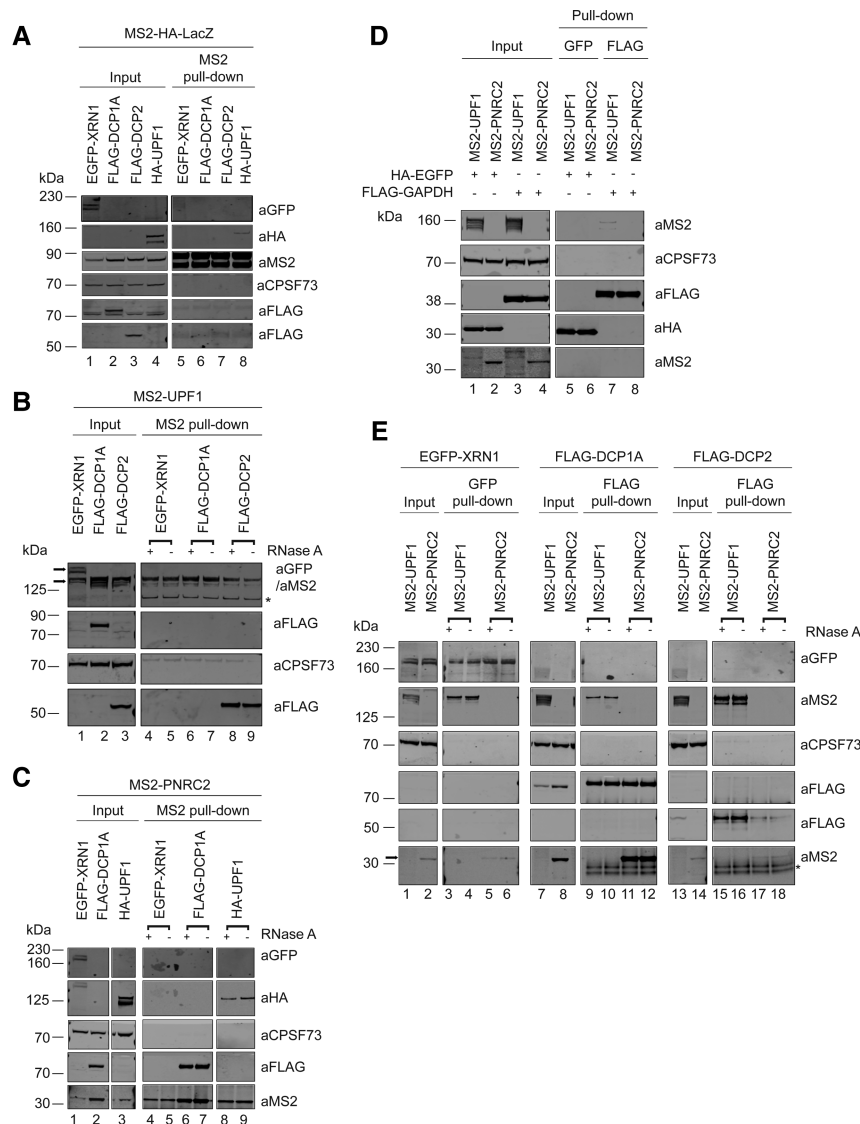 A
MS2-HA-LacZ
Input
MS2
pull-down
EGFP-XRN1
FLAG-DCP1A
FLAG-DCP2
HA-UPF1
EGFP-XRN1
FLAG-DCP1A
FLAG-DCP2
HA-UPF1
kDa
230
aGFP
160
aHA
90
aMS2
70
aCPSF73
70
aFLAG
aFLAG
50
1 2 3 4 5 6 7 8
B
MS2-UPF1
Input
MS2 pull-down
EGFP-XRN1
FLAG-DCP1A
FLAG-DCP2
EGFP-XRN1
FLAG-DCP1A
FLAG-DCP2
kDa
+ - + - + - RNase A
aGFP
/aMS2
125
*
90
aFLAG
70
70
aCPSF73
aFLAG
50
1 2 3 4 5 6 7 8 9
C
MS2-PNRC2
Input
MS2 pull-down
EGFP-XRN1
FLAG-DCP1A
HA-UPF1
EGFP-XRN1
FLAG-DCP1A
HA-UPF1
kDa
+ - + - + - RNase A
230
aGFP
160
125
aHA
70
aCPSF73
70
aFLAG
30
aMS2
1 2 3 4 5 6 7 8 9
D
Pull-down
Input
GFP
FLAG
MS2-UPF1
MS2-PNRC2
MS2-UPF1
MS2-PNRC2
MS2-UPF1
MS2-PNRC2
MS2-UPF1
MS2-PNRC2
HA-EGFP + + - - + + - -
FLAG-GAPDH - - + + - - + +
kDa
160
aMS2
70
aCPSF73
38
aFLAG
30
aHA
30
aMS2
1 2 3 4 5 6 7 8
E
EGFP-XRN1
FLAG-DCP1A
FLAG-DCP2
Input
GFP
pull-down
Input
FLAG
pull-down
Input
FLAG
pull-down
MS2-UPF1
MS2-PNRC2
MS2-UPF1
MS2-PNRC2
MS2-UPF1
MS2-PNRC2
MS2-UPF1
MS2-PNRC2
MS2-UPF1
MS2-PNRC2
MS2-UPF1
MS2-PNRC2
kDa
+ - + - + - + - + - + - RNase A
230
aGFP
160
aMS2
125
70
aCPSF73
aFLAG
70
aFLAG
50
aMS2
30
*
1 2 3 4 5 6 7 8 9 10 11 12 13 14 15 16 17 18